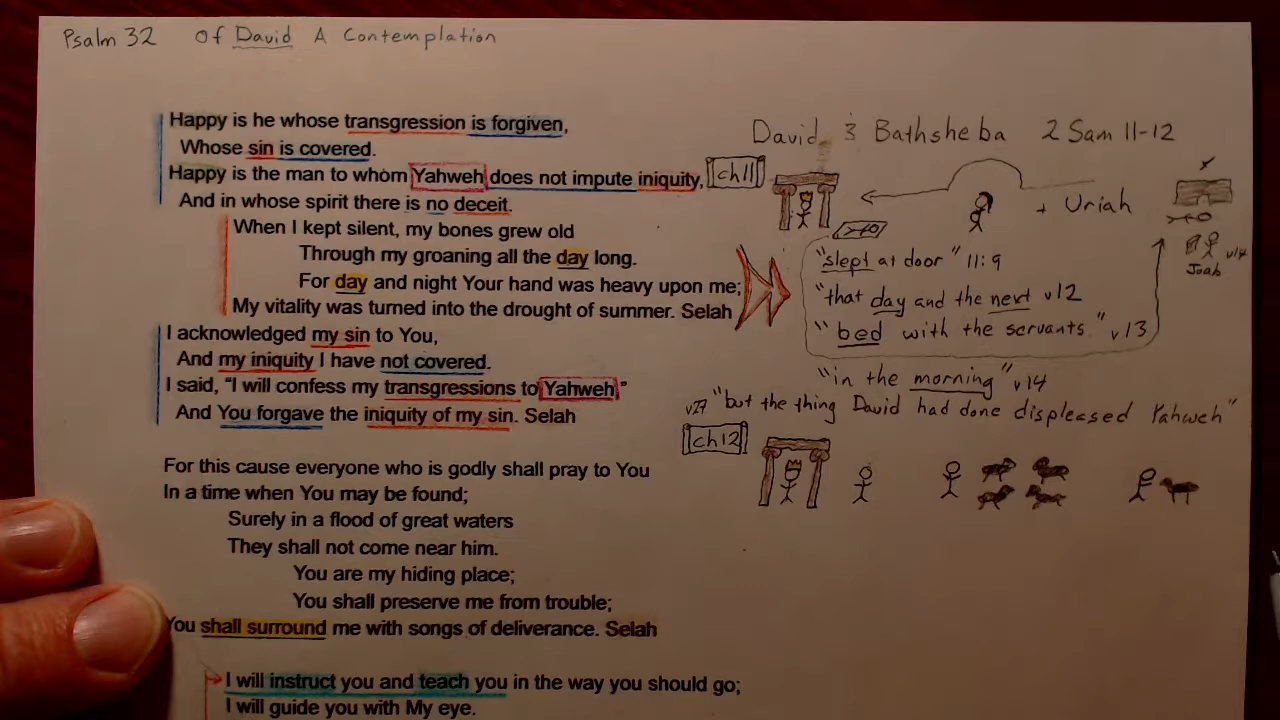 Psalm 32 Of David A Contemplation
Happy is he whose transgression is forgiven,
Whose sin is covered.
Happy is the man to whom Yahweh does not impute iniquity,
And in whose spirit there is no deceit.
When I kept silent, my bones grew old
Through my groaning all the day long.
For day and night Your hand was heavy upon me;
My vitality was turned into the drought of summer. Selah
I acknowledged my sin to You,
And my iniquity I have not covered.
I said, “I will confess my transgressions to Yahweh”
And You forgave the iniquity of my sin. Selah
For this cause everyone who is godly shall pray to You
In a time when You may be found;
Surely in a flood of great waters
They shall not come near him.
You are my hiding place;
You shall preserve me from trouble;
You shall surround me with songs of deliverance. Selah
I will instruct you and teach you in the way you should go;
I will guide you with My eye.
David & Bathsheba 2 Sam 11-12
ch 11
+ Uriah
Joab v14
"slept at door" 11:9
"that day and the next v12
"bed with the servants." v13
"in the morning" v14
v27 "but the thing David had done displeased Yahweh"
ch12